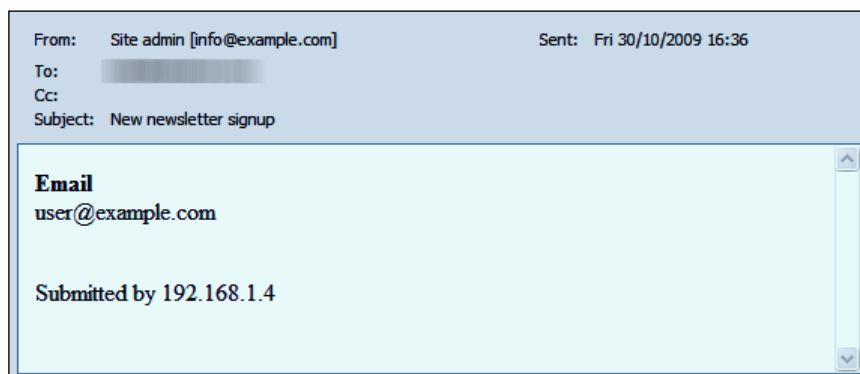 From: Site admin [info@example.com] Sent: Fri 30/10/2009 16:36
To:
Cc:
Subject: New newsletter signup
Email
user@example.com
Submitted by 192.168.1.4